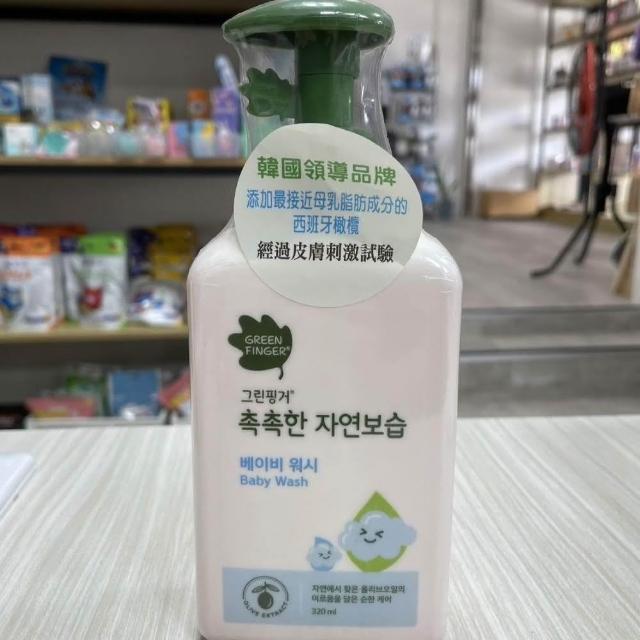 韓國領導品牌
添加最接近母乳脂肪成分的
西班牙橄欖
經過皮膚刺激試驗
GREEN
FINGER®
그린핑거®
촉촉한 자연보습
베이비 워시
Baby Wash
OLIVE EXTRACT
자연에서 찾은 올리브오일의
이로움을 담은 순한 케어
320 ml